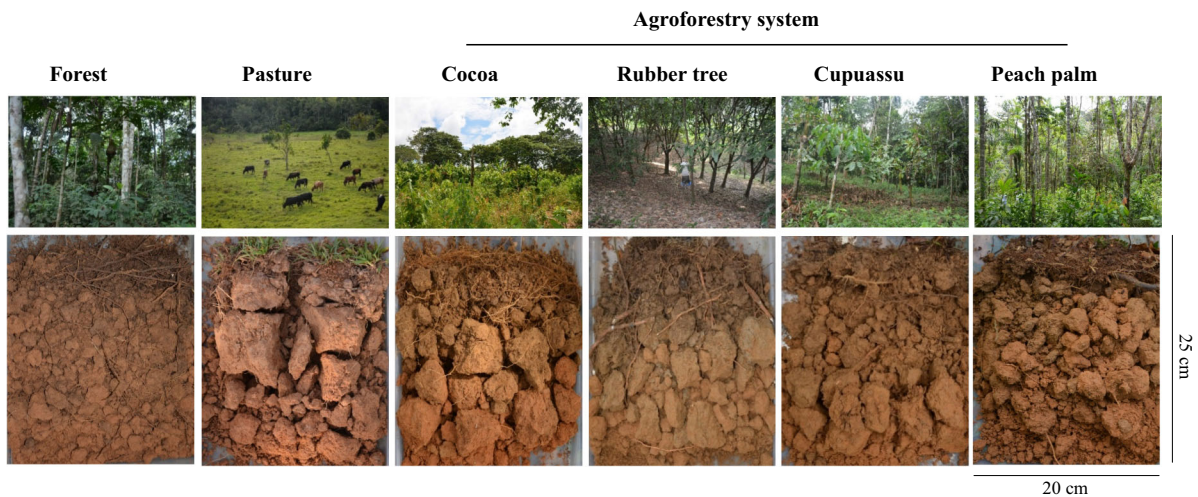 Agroforestry system
Forest
Pasture
Cocoa
Rubber tree
Cupuassu
Peach palm
25 cm
20 cm